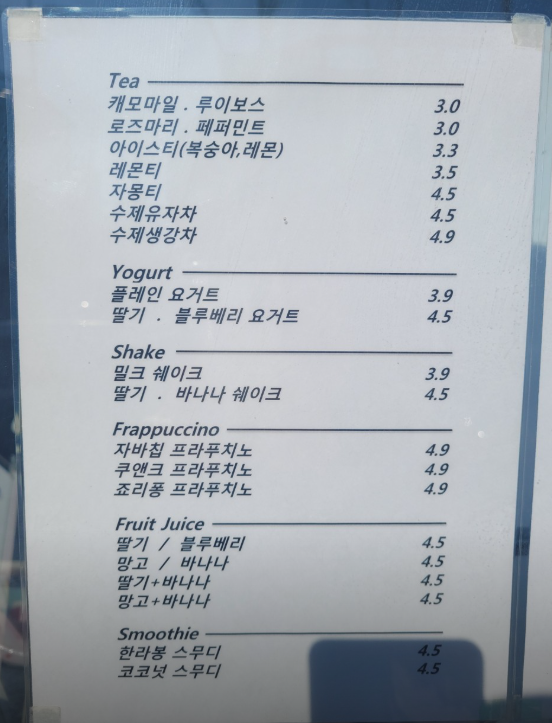 Tea
캐모마일 . 루이보스 3.0
로즈마리 . 페퍼민트 3.0
아이스티(복숭아,레몬) 3.3
레몬티 3.5
자몽티 4.5
수제유자차 4.5
수제생강차 4.9
Yogurt
플레인 요거트 3.9
딸기 . 블루베리 요거트 4.5
Shake
밀크 쉐이크 3.9
딸기 . 바나나 쉐이크 4.5
Frappuccino
자바칩 프라푸치노 4.9
쿠앤크 프라푸치노 4.9
죠리퐁 프라푸치노 4.9
Fruit Juice
딸기 / 블루베리 4.5
망고 / 바나나 4.5
딸기+바나나 4.5
망고+바나나 4.5
Smoothie
한라봉 스무디 4.5
코코넛 스무디 4.5